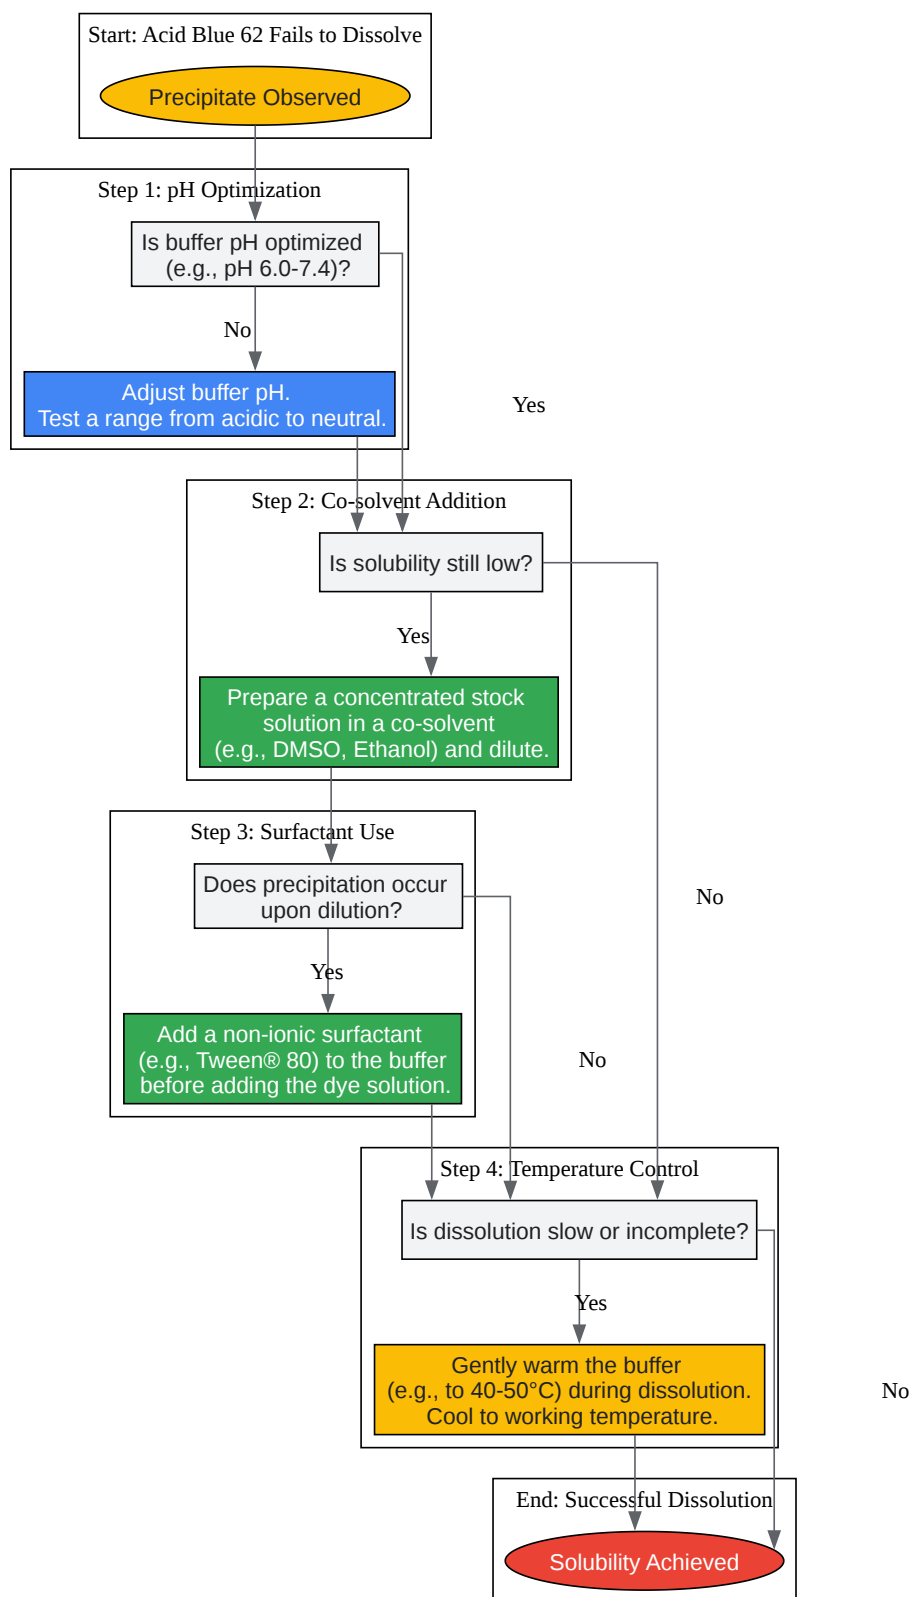 Start: Acid Blue 62 Fails to Dissolve
Precipitate Observed
Step 1: pH Optimization
Is buffer pH optimized
(e.g., pH 6.0-7.4)?
No
Adjust buffer pH.
Test a range from acidic to neutral.
Yes
Step 2: Co-solvent Addition
Is solubility still low?
Yes
Prepare a concentrated stock
solution in a co-solvent
(e.g., DMSO, Ethanol) and dilute.
Step 3: Surfactant Use
Does precipitation occur
upon dilution?
No
Yes
Add a non-ionic surfactant
(e.g., Tween® 80) to the buffer
before adding the dye solution.
No
Step 4: Temperature Control
Is dissolution slow or incomplete?
Yes
Gently warm the buffer
(e.g., to 40-50°C) during dissolution.
Cool to working temperature.
No
End: Successful Dissolution
Solubility Achieved